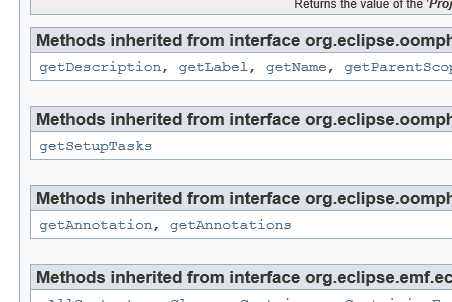 Returns the value of the '
Methods inherited from interface org.eclipse.oomph
getDescription, getLabel, getName, getParentScop
Methods inherited from interface org.eclipse.oomph
getSetupTasks
Methods inherited from interface org.eclipse.oomph
getAnnotation, getAnnotations
Methods inherited from interface org.eclipse.emf.ec